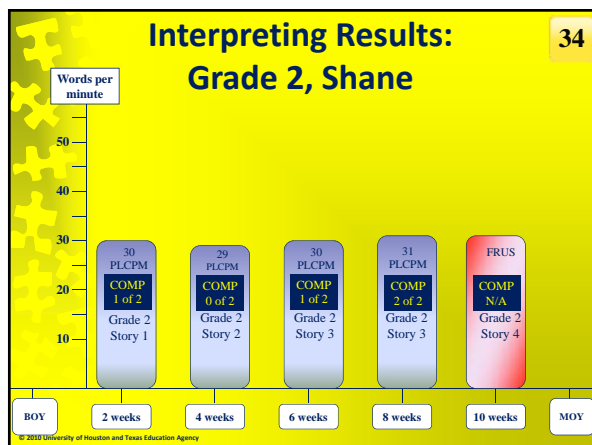 Interpreting Results:
Grade 2, Shane
34
Words per
minute
50
40
30
20
10
30
PLCPM
COMP
1 of 2
Grade 2
Story 1
29
PLCPM
COMP
0 of 2
Grade 2
Story 2
30
PLCPM
COMP
1 of 2
Grade 2
Story 3
31
PLCPM
COMP
2 of 2
Grade 2
Story 3
FRUS
COMP
N/A
Grade 2
Story 4
BOY
2 weeks
4 weeks
6 weeks
8 weeks
10 weeks
MOY
© 2010 University of Houston and Texas Education Agency